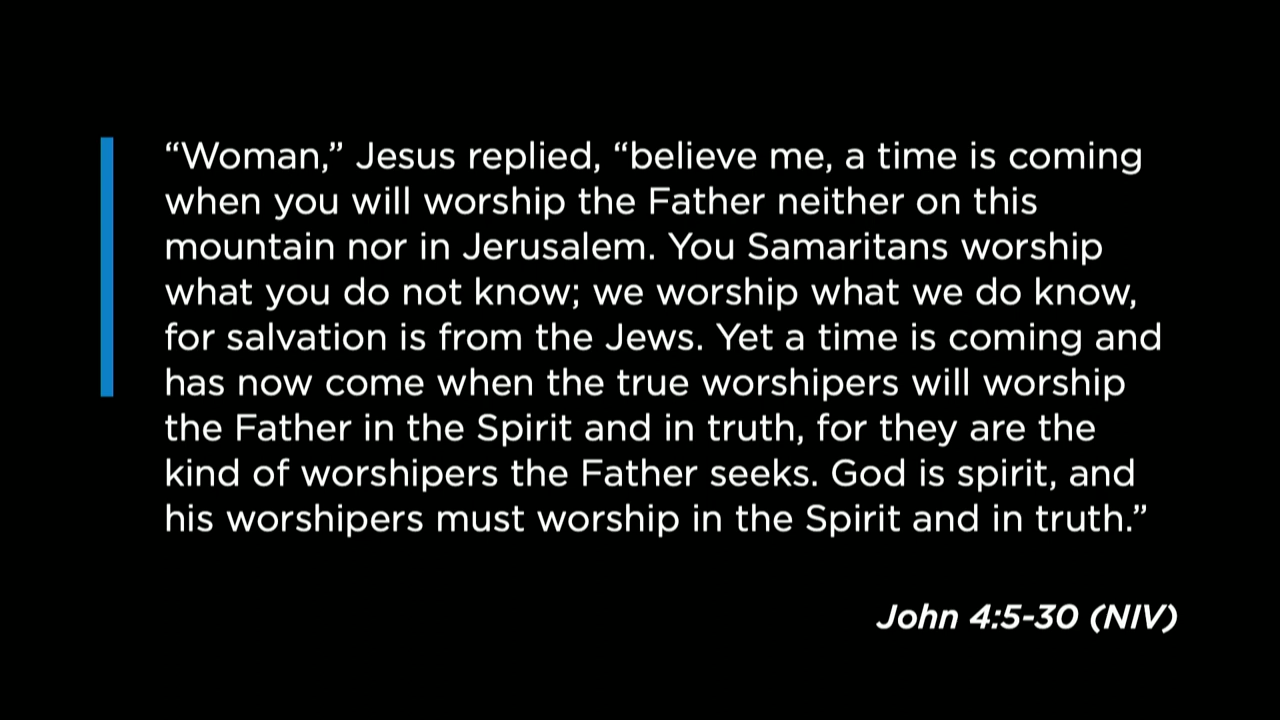 “Woman,” Jesus replied, “believe me, a time is coming
when you will worship the Father neither on this
mountain nor in Jerusalem. You Samaritans worship
what you do not know; we worship what we do know,
for salvation is from the Jews. Yet a time is coming and
has now come when the true worshipers will worship
the Father in the Spirit and in truth, for they are the
kind of worshipers the Father seeks. God is spirit, and
his worshipers must worship in the Spirit and in truth.”
John 4:5-30 (NIV)